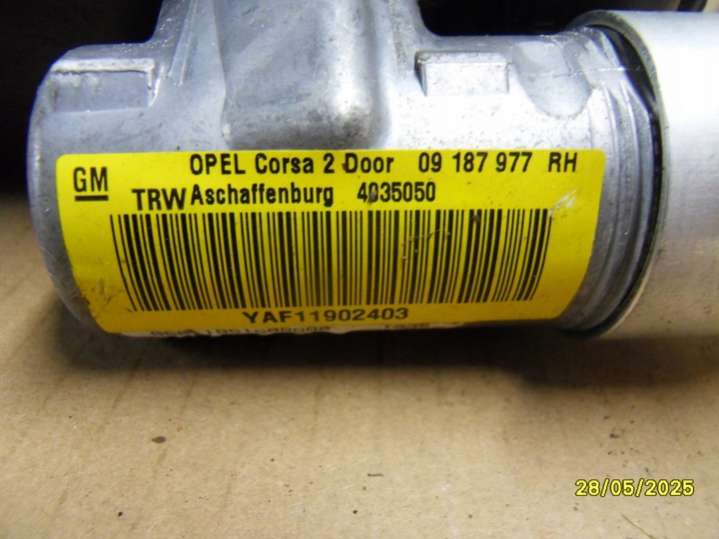 GM
OPEL Corsa 2 Door 09 187 977 RH
TRW Aschaffenburg 4035050
YAF11902403
28/05/2025